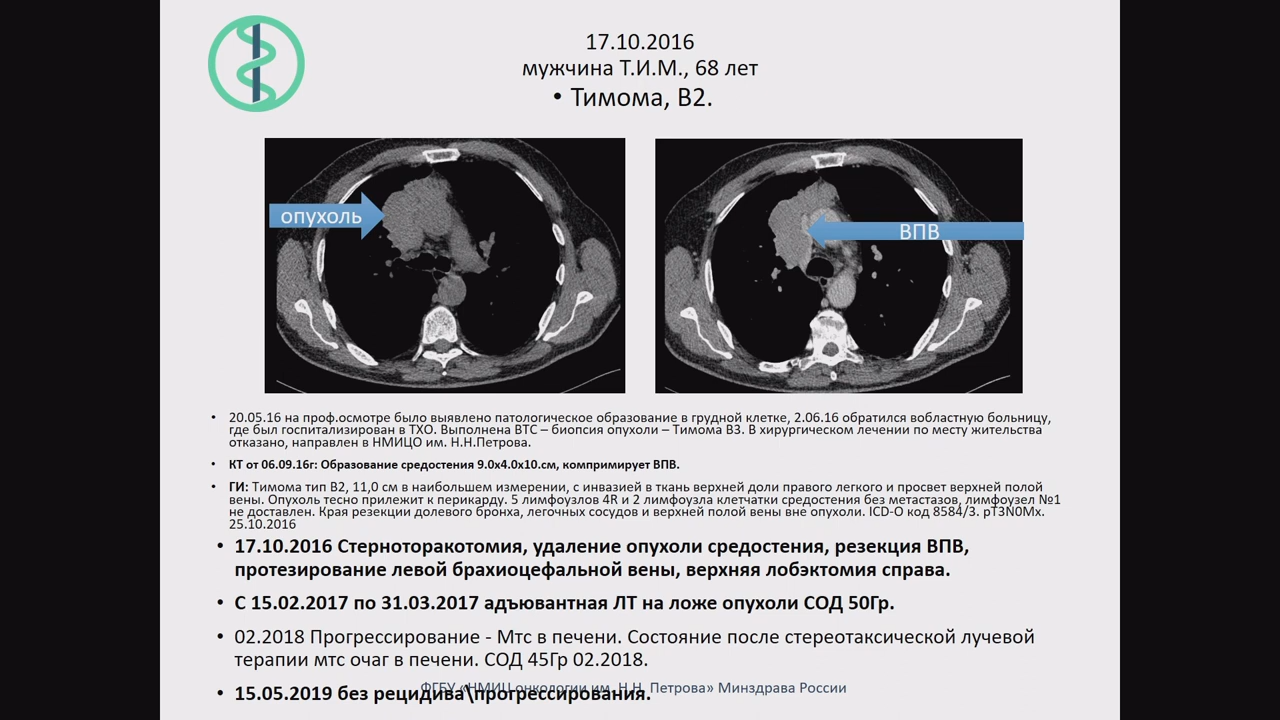 17.10.2016
мужчина Т.И.М., 68 лет
• Тимома, В2.
опухоль
ВПВ
• 20.05.16 на проф.осмотре было выявлено патологическое образование в грудной клетке, 2.06.16 обратился вобластную больницу,
где был госпитализирован в ТХО. Выполнена ВТС – биопсия опухоли – Тимома В3. В хирургическом лечении по месту жительства
отказано, направлен в НМИЦО им. Н.Н.Петрова.
• КТ от 06.09.16г: Образование средостения 9.0х4.0х10.см, компримирует ВПВ.
• ГИ: Тимома тип В2, 11,0 см в наибольшем измерении, с инвазией в ткань верхней доли правого легкого и просвет верхней полой
вены. Опухоль тесно прилежит к перикарду. 5 лимфоузлов 4R и 2 лимфоузла клетчатки средостения без метастазов, лимфоузел №1
не доставлен. Края резекции долевого бронха, легочных сосудов и верхней полой вены вне опухоли. ICD-O код 8584/3. pT3N0Mx.
25.10.2016
• 17.10.2016 Стерноторакотомия, удаление опухоли средостения, резекция ВПВ,
протезирование левой брахиоцефальной вены, верхняя лобэктомия справа.
• С 15.02.2017 по 31.03.2017 адъювантная ЛТ на ложе опухоли СОД 50Гр.
• 02.2018 Прогрессирование - Мтс в печени. Состояние после стереотаксической лучевой
терапии мтс очаг в печени. СОД 45Гр 02.2018.
• 15.05.2019 без рецидива\прогрессирования.
ФГБУ «НМИЦ онкологии им. Н.Н. Петрова» Минздрава России